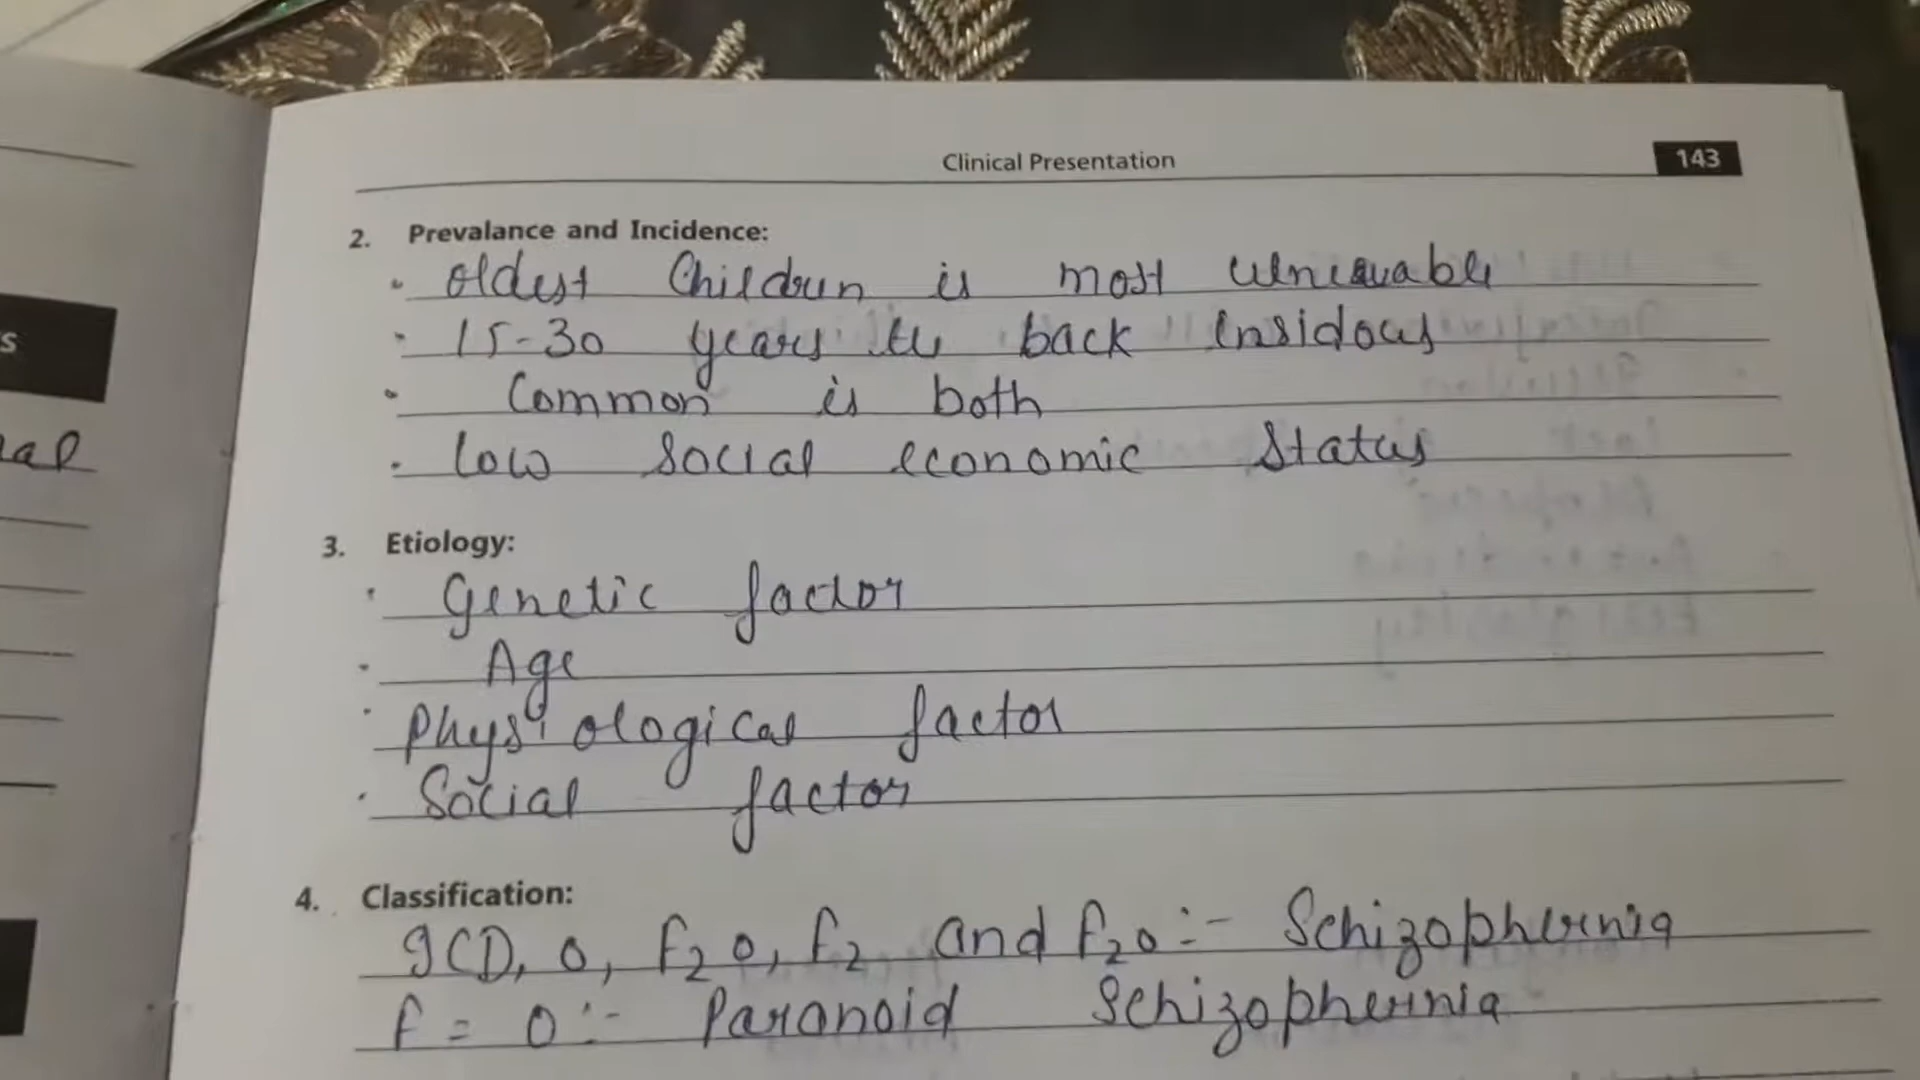 Clinical Presentation 143
2. Prevalance and Incidence:
• oldest Children is most
• 15-30 years back insidous
• Common is both
• low social economic status
s
al
3. Etiology:
• Genetic factor
• Age
• Physiological factor
• Social factor
4. Classification:
ICD, 0, F20, F2 and F20:- Schizophernia
F = 0:- Paranoid Schizophernia